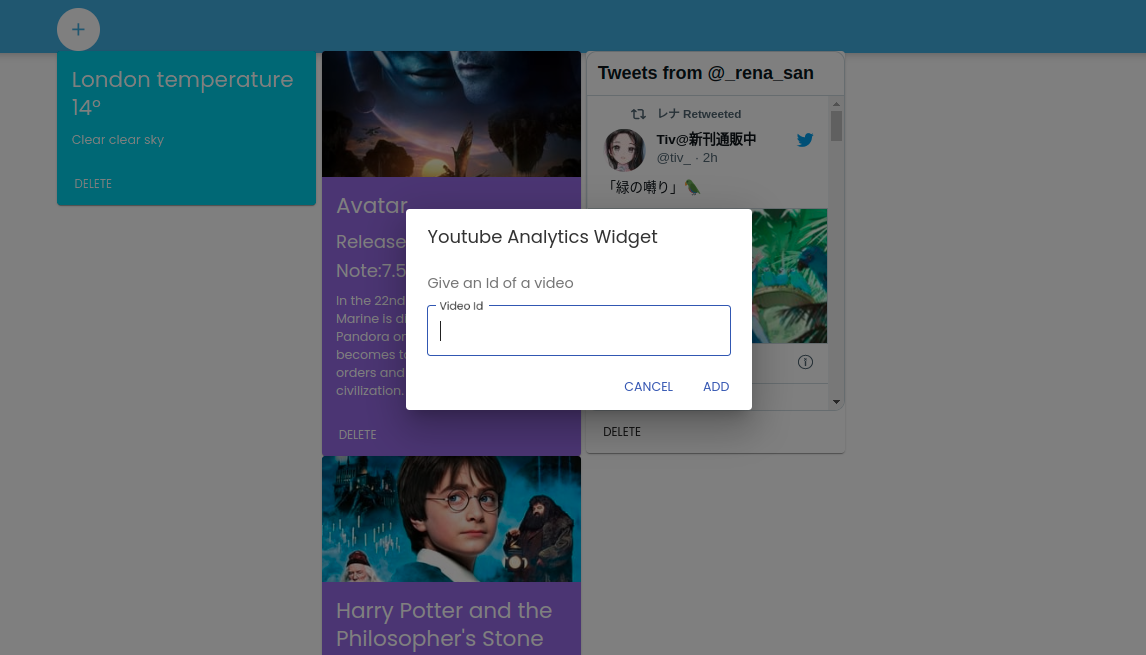 +
London temperature
14°
Clear clear sky
DELETE
Avatar
Release
Note:7.5
In the 22nd
Marine is di
Pandora on
becomes to
orders and
civilization.
DELETE
Harry Potter and the
Philosopher's Stone
Tweets from @_rena_san
レナ Retweeted
Tiv@新刊通販中
@tiv_ · 2h
「緑の囀り」🦜
DELETE
Youtube Analytics Widget
Give an Id of a video
Video Id
CANCEL ADD